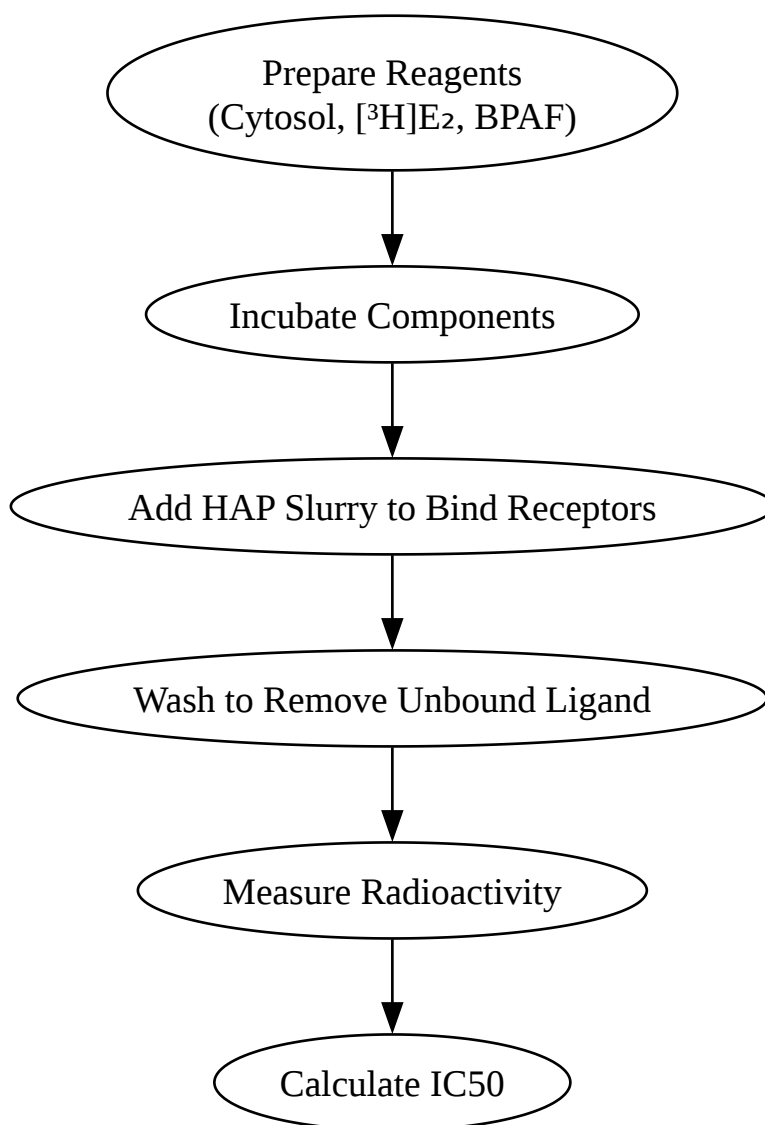 Prepare Reagents
(Cytosol, [³H]E₂, BPAF)
Incubate Components
Add HAP Slurry to Bind Receptors
Wash to Remove Unbound Ligand
Measure Radioactivity
Calculate IC50